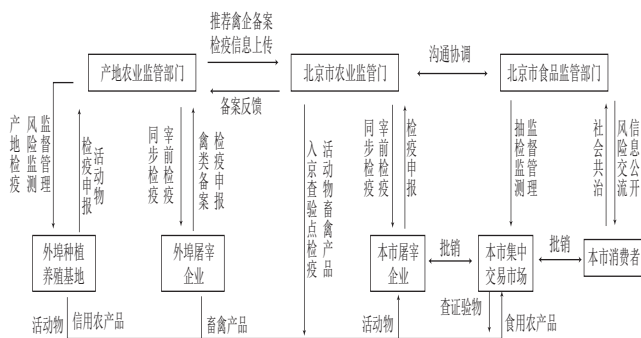 推荐禽企备案
检疫信息上传
产地农业监管部门
北京市农业监管门
沟通协调
北京市食品监管部门
备案反馈
产地检疫
风险监测
监督管理
检疫申报
活动物
同步检疫
宰前检疫
禽类备案
检疫申报
入京查验点检疫
活动物畜禽产品
同步检疫
宰前检疫
检疫申报
抽检监测
监督管理
社会共治
风险交流
信息公开
外埠种植
养殖基地
外埠屠宰
企业
本市屠宰
企业
批销
本市集中
交易市场
批销
本市消费者
活动物
信用农产品
畜禽产品
活动物
查证验物
食用农产品